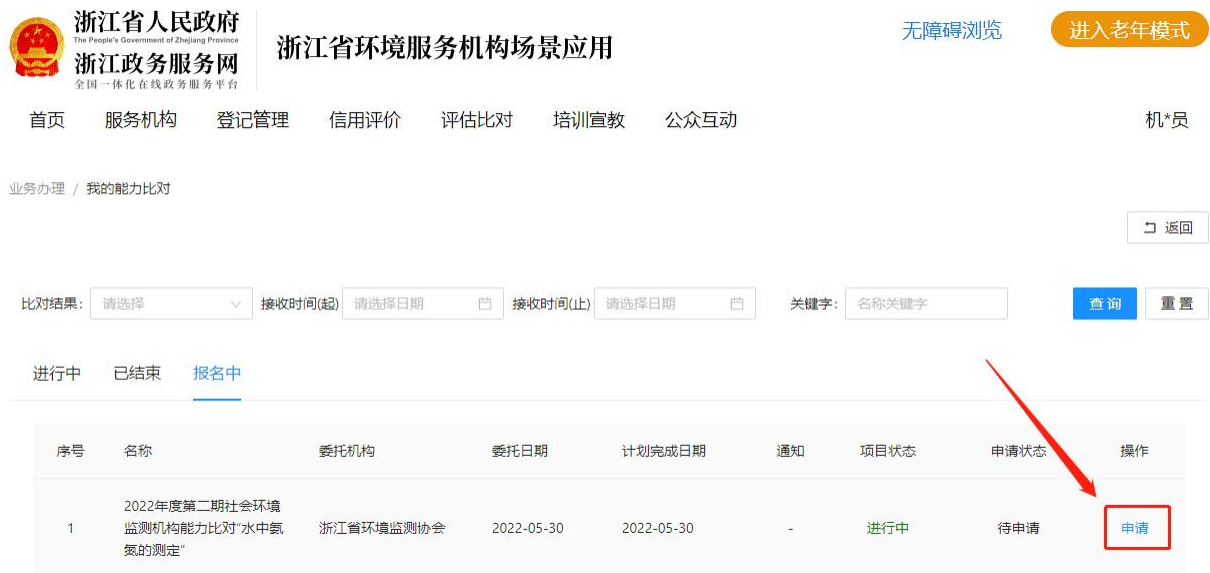 浙江省人民政府
The People's Government of Zhejiang Province
浙江政务服务网
全国一体化在线政务服务平台
浙江省环境服务机构场景应用
无障碍浏览
进入老年模式
首页 服务机构 登记管理 信用评价 评估比对 培训宣教 公众互动 机*员
业务办理 / 我的能力比对
返回
比对结果: 请选择 接收时间(起) 请选择日期 接收时间(止) 请选择日期 关键字: 名称关键字 查询 重置
进行中 已结束 报名中
序号 名称 委托机构 委托日期 计划完成日期 通知 项目状态 申请状态 操作
2022年度第二期社会环境
1 监测机构能力比对"水中氨 浙江省环境监测协会 2022-05-30 2022-05-30 - 进行中 待申请 申请
氮的测定"